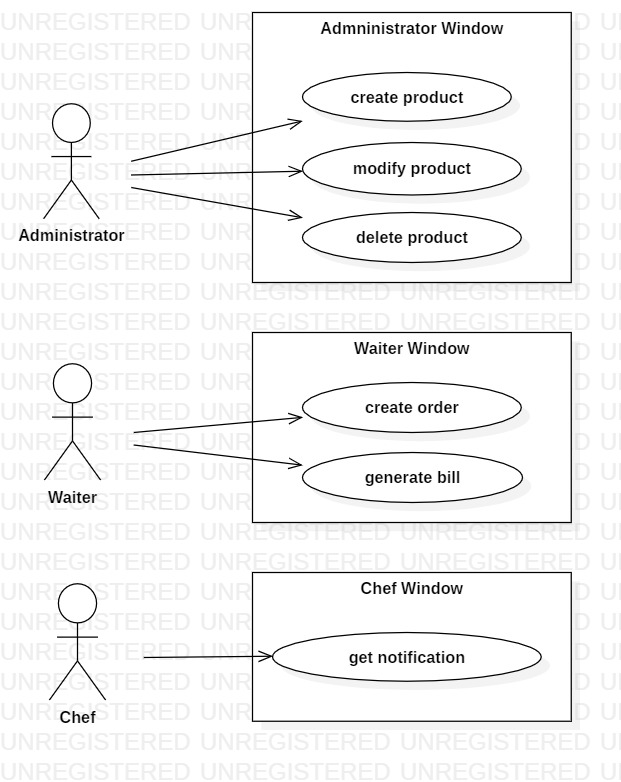 Admninistrator Window
create product
modify product
delete product
Administrator
Waiter Window
create order
generate bill
Waiter
Chef Window
get notification
Chef
UNREGISTERED